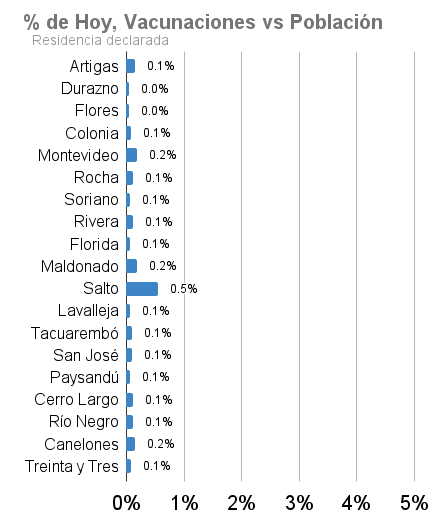 % de Hoy, Vacunaciones vs Población
Residencia declarada
Artigas 0.1%
Durazno 0.0%
Flores 0.0%
Colonia 0.1%
Montevideo 0.2%
Rocha 0.1%
Soriano 0.1%
Rivera 0.1%
Florida 0.1%
Maldonado 0.2%
Salto 0.5%
Lavalleja 0.1%
Tacuarembó 0.1%
San José 0.1%
Paysandú 0.1%
Cerro Largo 0.1%
Río Negro 0.1%
Canelones 0.2%
Treinta y Tres 0.1%
0% 1% 2% 3% 4% 5%